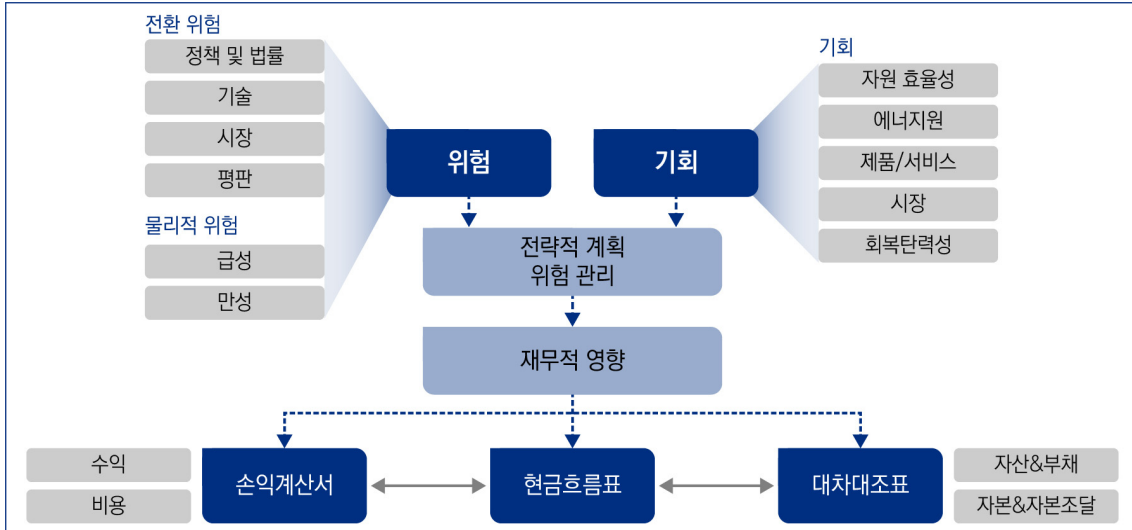 전환 위험
정책 및 법률
기술
시장
평판
물리적 위험
급성
만성
위험
기회
기회
자원 효율성
에너지원
제품/서비스
시장
회복탄력성
전략적 계획
위험 관리
재무적 영향
수익
비용
손익계산서
현금흐름표
대차대조표
자산&부채
자본&자본조달